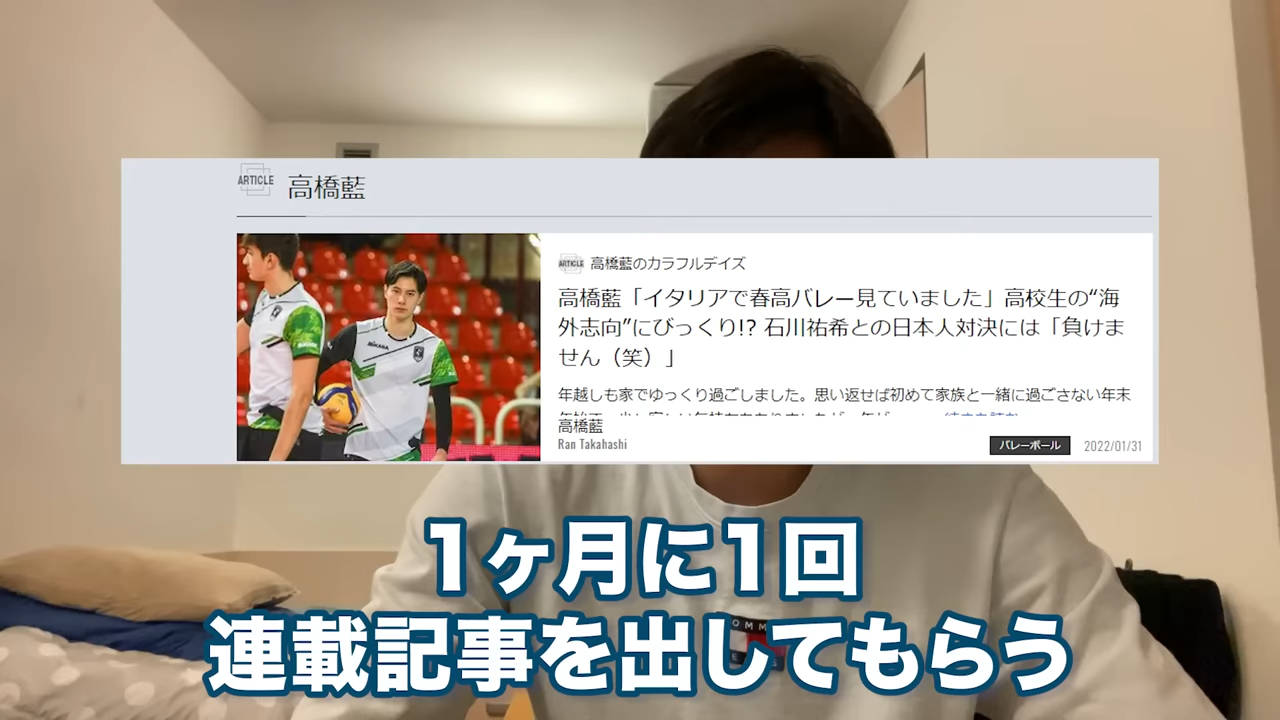 ARTICLE
高橋藍
ARTICLE 高橋藍のカラフルデイズ
高橋藍「イタリアで春高バレー見ていました」高校生の“海
外志向”にびっくり!? 石川祐希との日本人対決には「負けま
せん（笑）」
年越しも家でゆっくり過ごしました。思い返せば初めて家族と一緒に過ごさない年末
高橋藍
Ran Takahashi
バレーボール 2022/01/31
MIKASA
1ヶ月に1回
連載記事を出してもらう